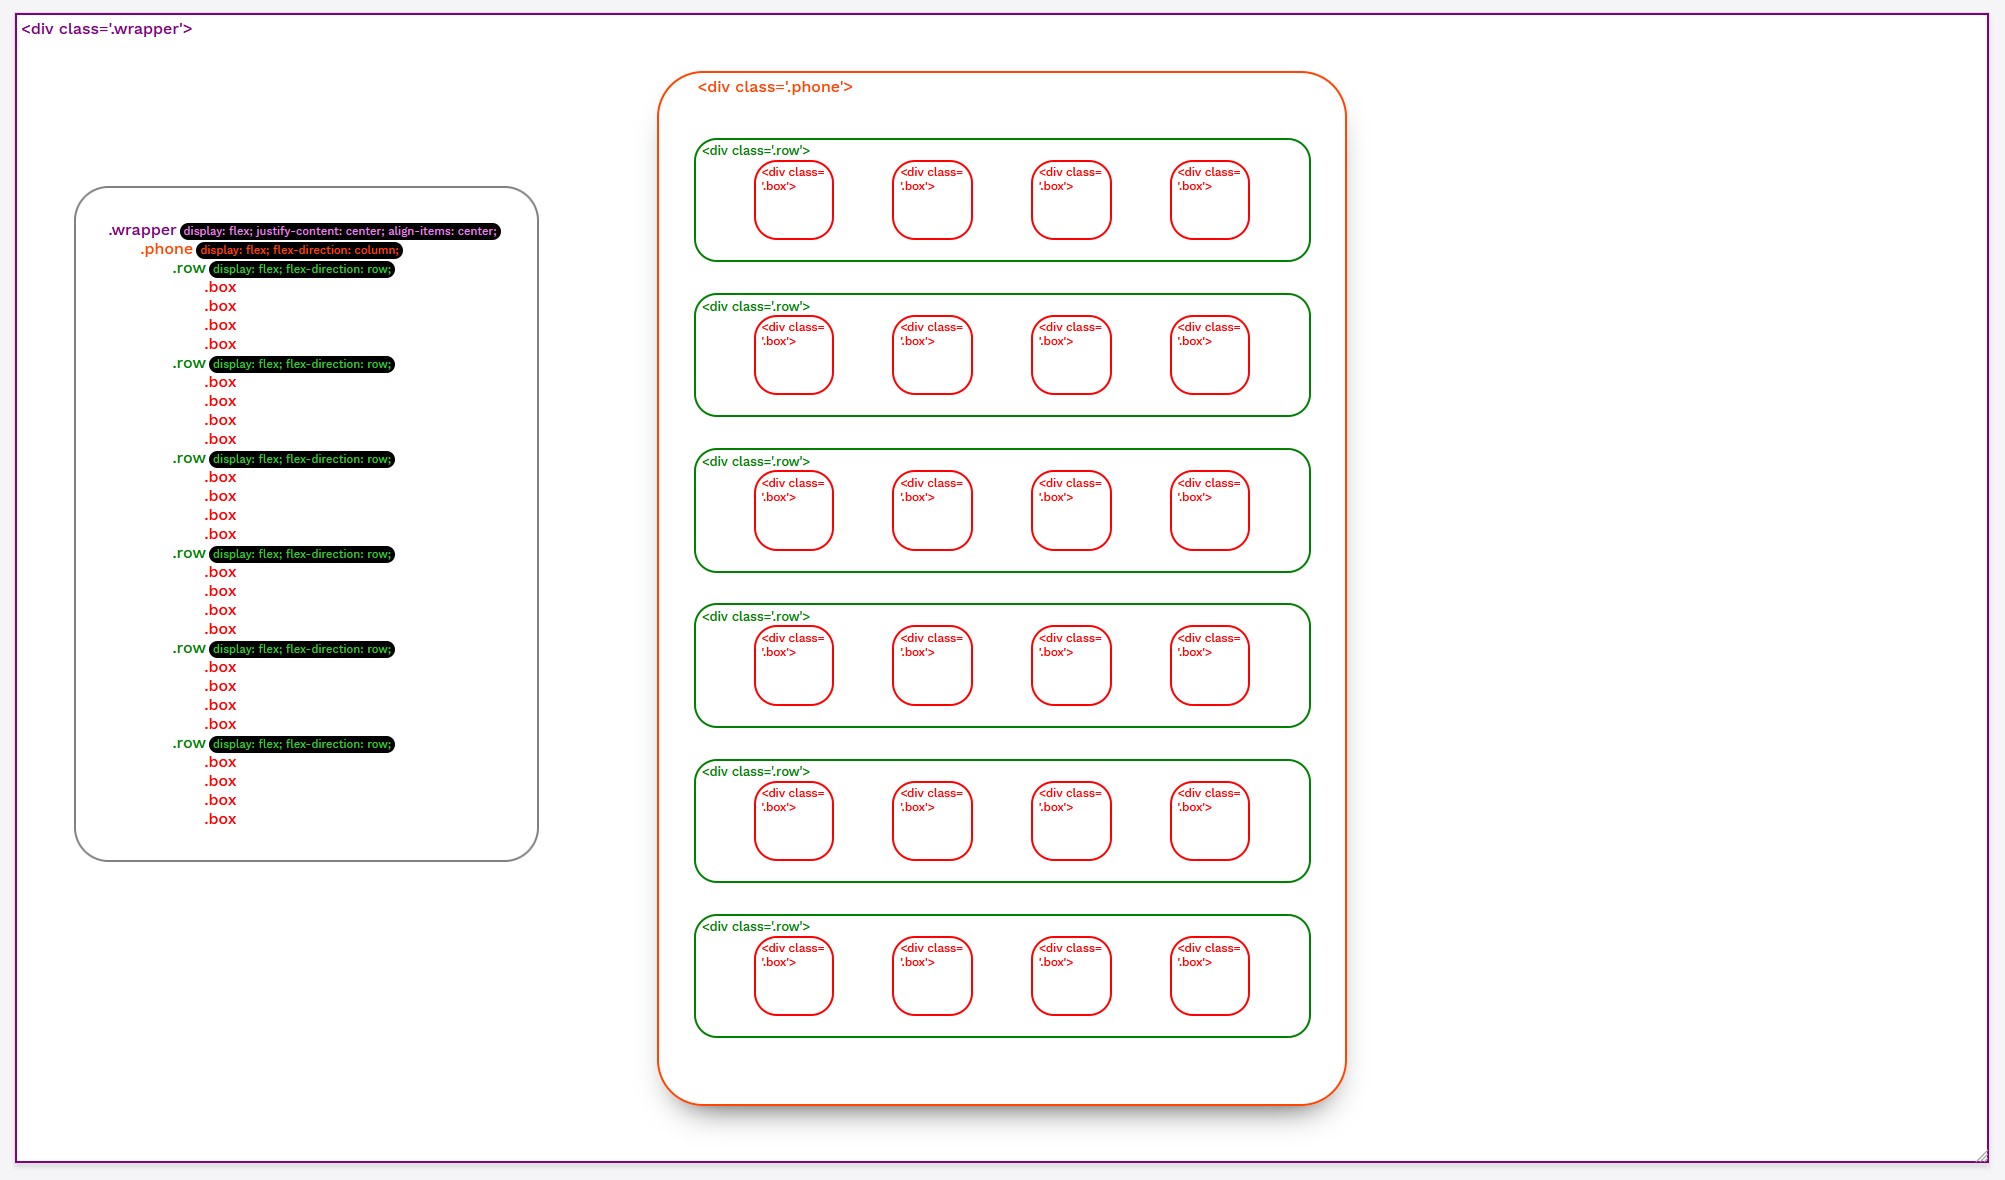 <div class='.wrapper'>
.wrapper display: flex; justify-content: center; align-items: center;
.phone display: flex; flex-direction: column;
.row display: flex; flex-direction: row;
.box
.box
.box
.box
.row display: flex; flex-direction: row;
.box
.box
.box
.box
.row display: flex; flex-direction: row;
.box
.box
.box
.box
.row display: flex; flex-direction: row;
.box
.box
.box
.box
.row display: flex; flex-direction: row;
.box
.box
.box
.box
.row display: flex; flex-direction: row;
.box
.box
.box
.box
<div class='.phone'>
<div class='.row'>
<div class=
'.box'>
<div class=
'.box'>
<div class=
'.box'>
<div class=
'.box'>
<div class='.row'>
<div class=
'.box'>
<div class=
'.box'>
<div class=
'.box'>
<div class=
'.box'>
<div class='.row'>
<div class=
'.box'>
<div class=
'.box'>
<div class=
'.box'>
<div class=
'.box'>
<div class='.row'>
<div class=
'.box'>
<div class=
'.box'>
<div class=
'.box'>
<div class=
'.box'>
<div class='.row'>
<div class=
'.box'>
<div class=
'.box'>
<div class=
'.box'>
<div class=
'.box'>
<div class='.row'>
<div class=
'.box'>
<div class=
'.box'>
<div class=
'.box'>
<div class=
'.box'>